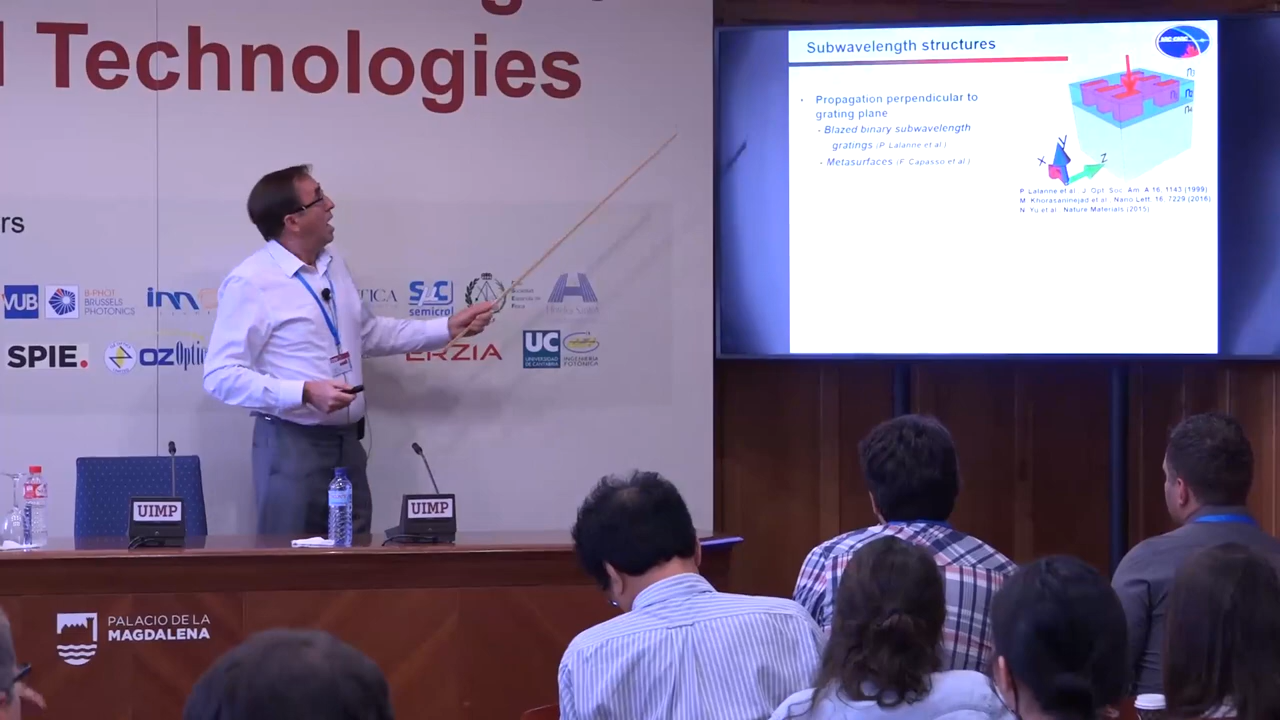 Technologies
rs
VUB
B-PHOT
BRUSSELS
PHOTONICS
SPIE.
semicrol
UC
UNIVERSIDAD
DE CANTABRIA
INGENIERÍA
FOTÓNICA
UIMP
UIMP
PALACIO DE LA
MAGDALENA
Subwavelength structures
• Propagation perpendicular to
grating plane
- Blazed binary subwavelength
gratings (P. Lalanne et al.)
- Metasurfaces (F. Capasso et al.)
X
y
Z
P. Lalanne et al. J. Opt. Soc. Am. A 16, 1143 (1999)
M. Khorasaninejad et al. Nano Lett. 16, 7229 (2016)
N. Yu et al. Nature Materials (2015)